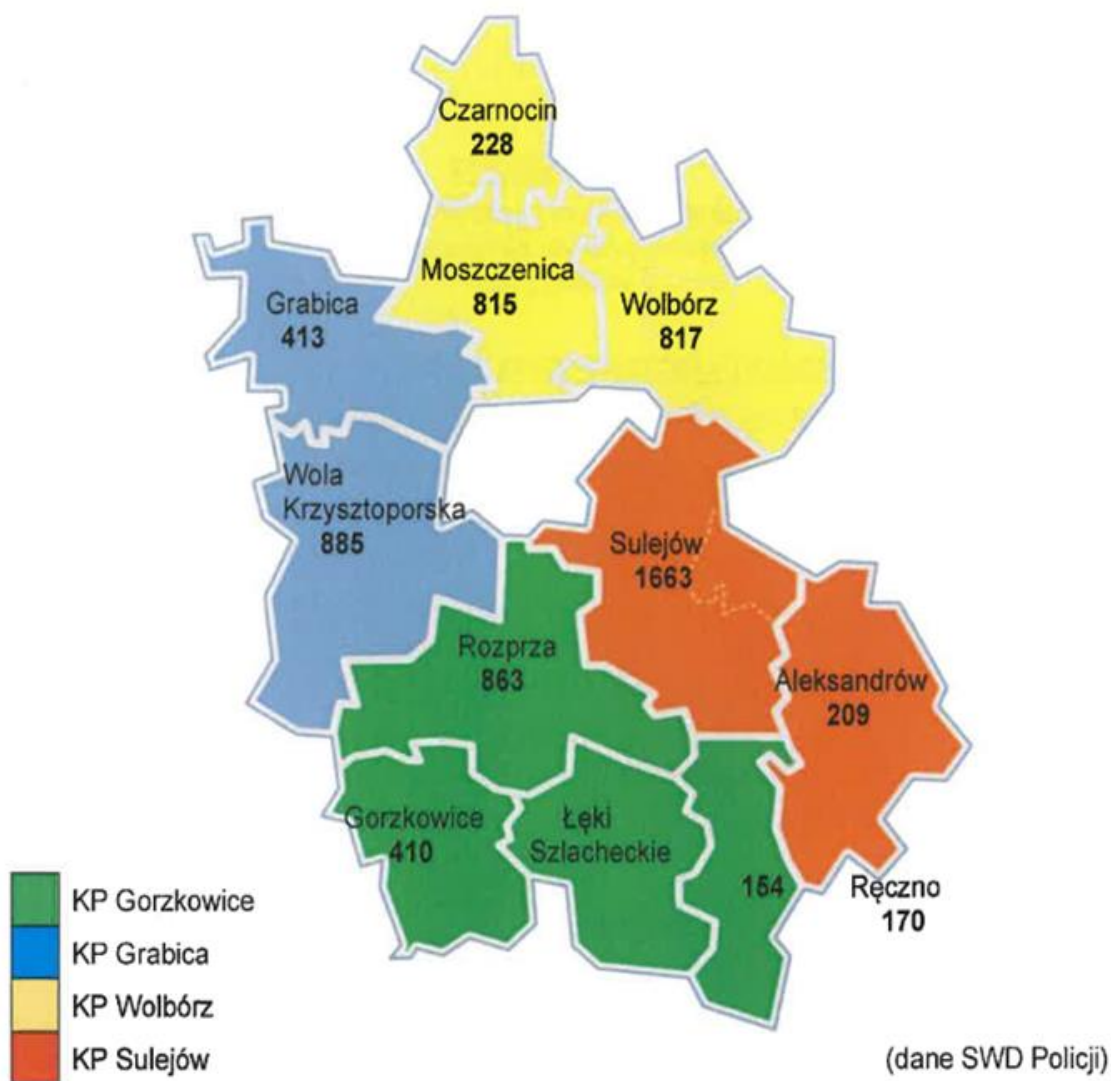 Czarnocin
228
Moszczenica
815
Wolbórz
817
Grabica
413
Wola
Krzysztoporska
885
Sulejów
1663
Rozprza
863
Aleksandrów
209
Gorzkowice
410
Łęki
Szlacheckie
154
Ręczno
170
KP Gorzkowice
KP Grabica
KP Wolbórz
KP Sulejów
(dane SWD Policji)